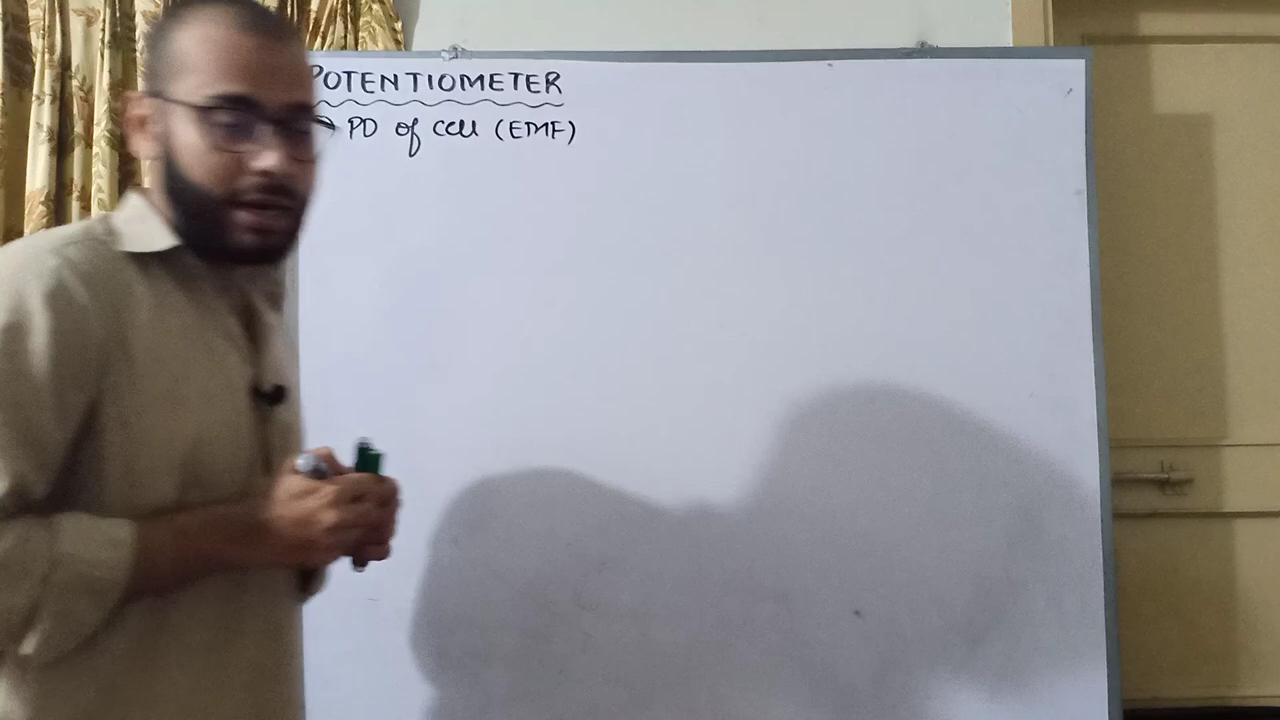 POTENTIOMETER
→ PD of cell (EMF)